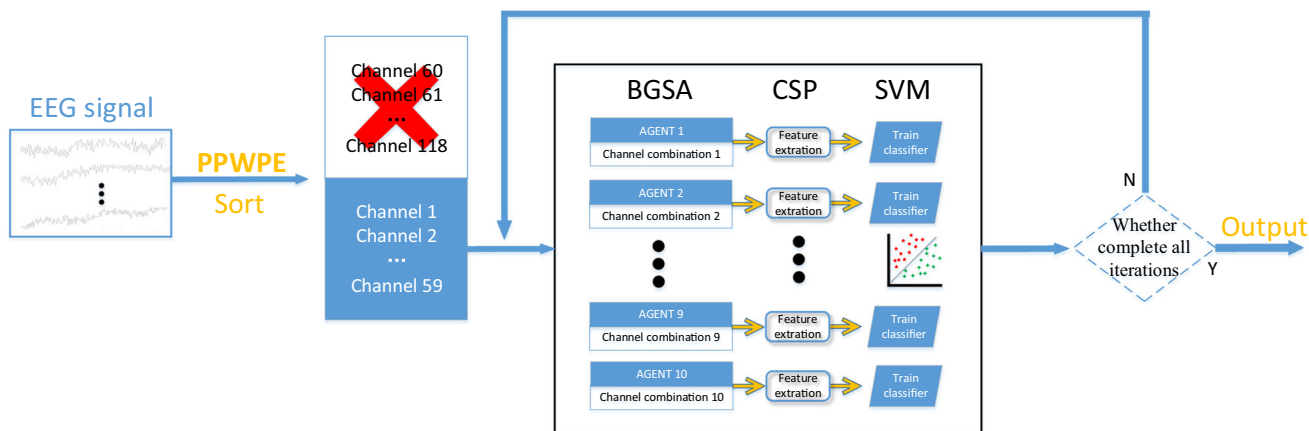 EEG signal
PPWPE
Sort
Channel 60
Channel 61
...
Channel 118
Channel 1
Channel 2
...
Channel 59
BGSA
CSP
SVM
AGENT 1
Channel combination 1
Feature
extration
Train
classifier
AGENT 2
Channel combination 2
Feature
extration
Train
classifier
AGENT 9
Channel combination 9
Feature
extration
Train
classifier
AGENT 10
Channel combination 10
Feature
extration
Train
classifier
N
Whether
complete all
iterations
Y
Output